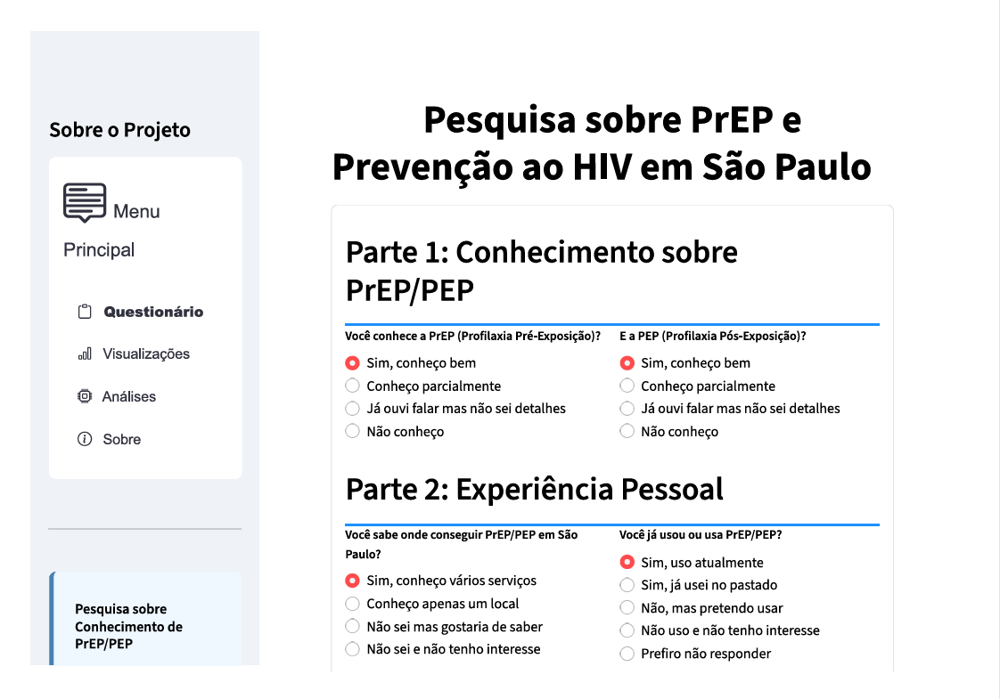 Sobre o Projeto
Menu
Principal
Questionário
Visualizações
Análises
Sobre
Pesquisa sobre
Conhecimento de
PrEP/PEP
Pesquisa sobre PrEP e
Prevenção ao HIV em São Paulo
Parte 1: Conhecimento sobre
PrEP/PEP
Você conhece a PrEP (Profilaxia Pré-Exposição)?
Sim, conheço bem
Conheço parcialmente
Já ouvi falar mas não sei detalhes
Não conheço
E a PEP (Profilaxia Pós-Exposição)?
Sim, conheço bem
Conheço parcialmente
Já ouvi falar mas não sei detalhes
Não conheço
Parte 2: Experiência Pessoal
Você sabe onde conseguir PrEP/PEP em São
Paulo?
Sim, conheço vários serviços
Conheço apenas um local
Não sei mas gostaria de saber
Não sei e não tenho interesse
Você já usou ou usa PrEP/PEP?
Sim, uso atualmente
Sim, já usei no pastado
Não, mas pretendo usar
Não uso e não tenho interesse
Prefiro não responder